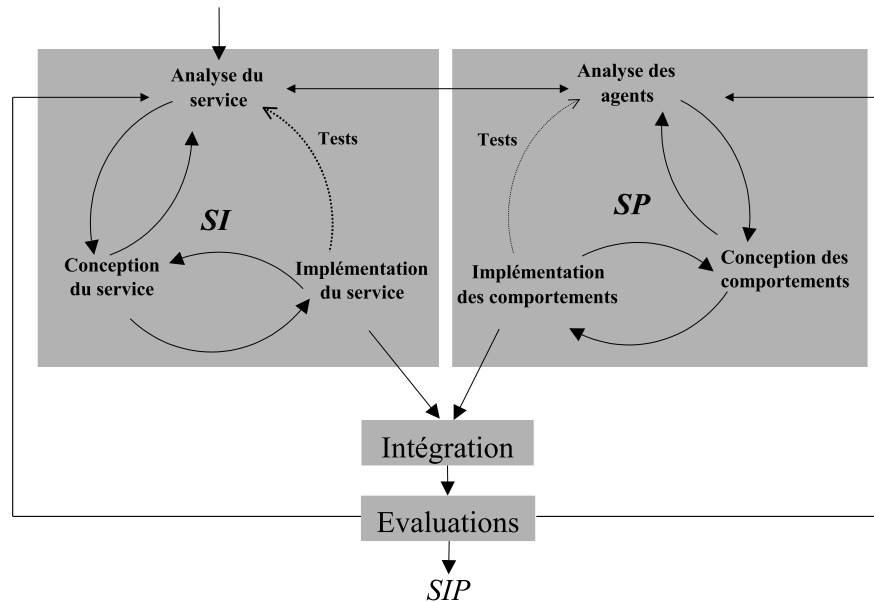 Analyse du
service
Tests
SI
Conception
du service
Implémentation
du service
Analyse des
agents
Tests
SP
Implémentation
des comportements
Conception des
comportements
Intégration
Evaluations
SIP